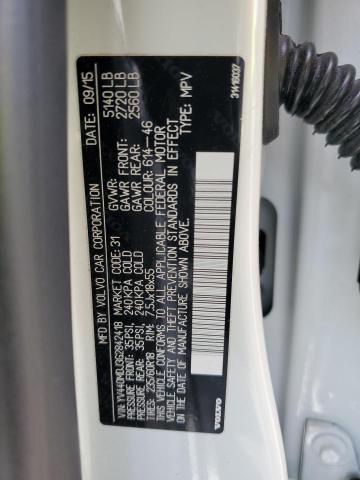 MFD BY VOLVO CAR CORPORATION DATE: 09/15
GVWR: 5140 LB
GAWR FRONT: 2720 LB
GAWR REAR: 2560 LB
VIN: YV440MDJ3G2842418 MARKET CODE: 31 COLOUR: 614--46
PRESSURE FRONT: 35PSI, 240KPA COLD
PRESSURE REAR: 35PSI, 240KPA COLD
TIRES: 235/60R18 RIM: 7.5Jx18x55 TYPE: MPV
THIS VEHICLE CONFORMS TO ALL APPLICABLE FEDERAL MOTOR
VEHICLE SAFETY AND THEFT PREVENTION STANDARDS IN EFFECT
ON THE DATE OF MANUFACTURE SHOWN ABOVE.
VOLVO
31416037